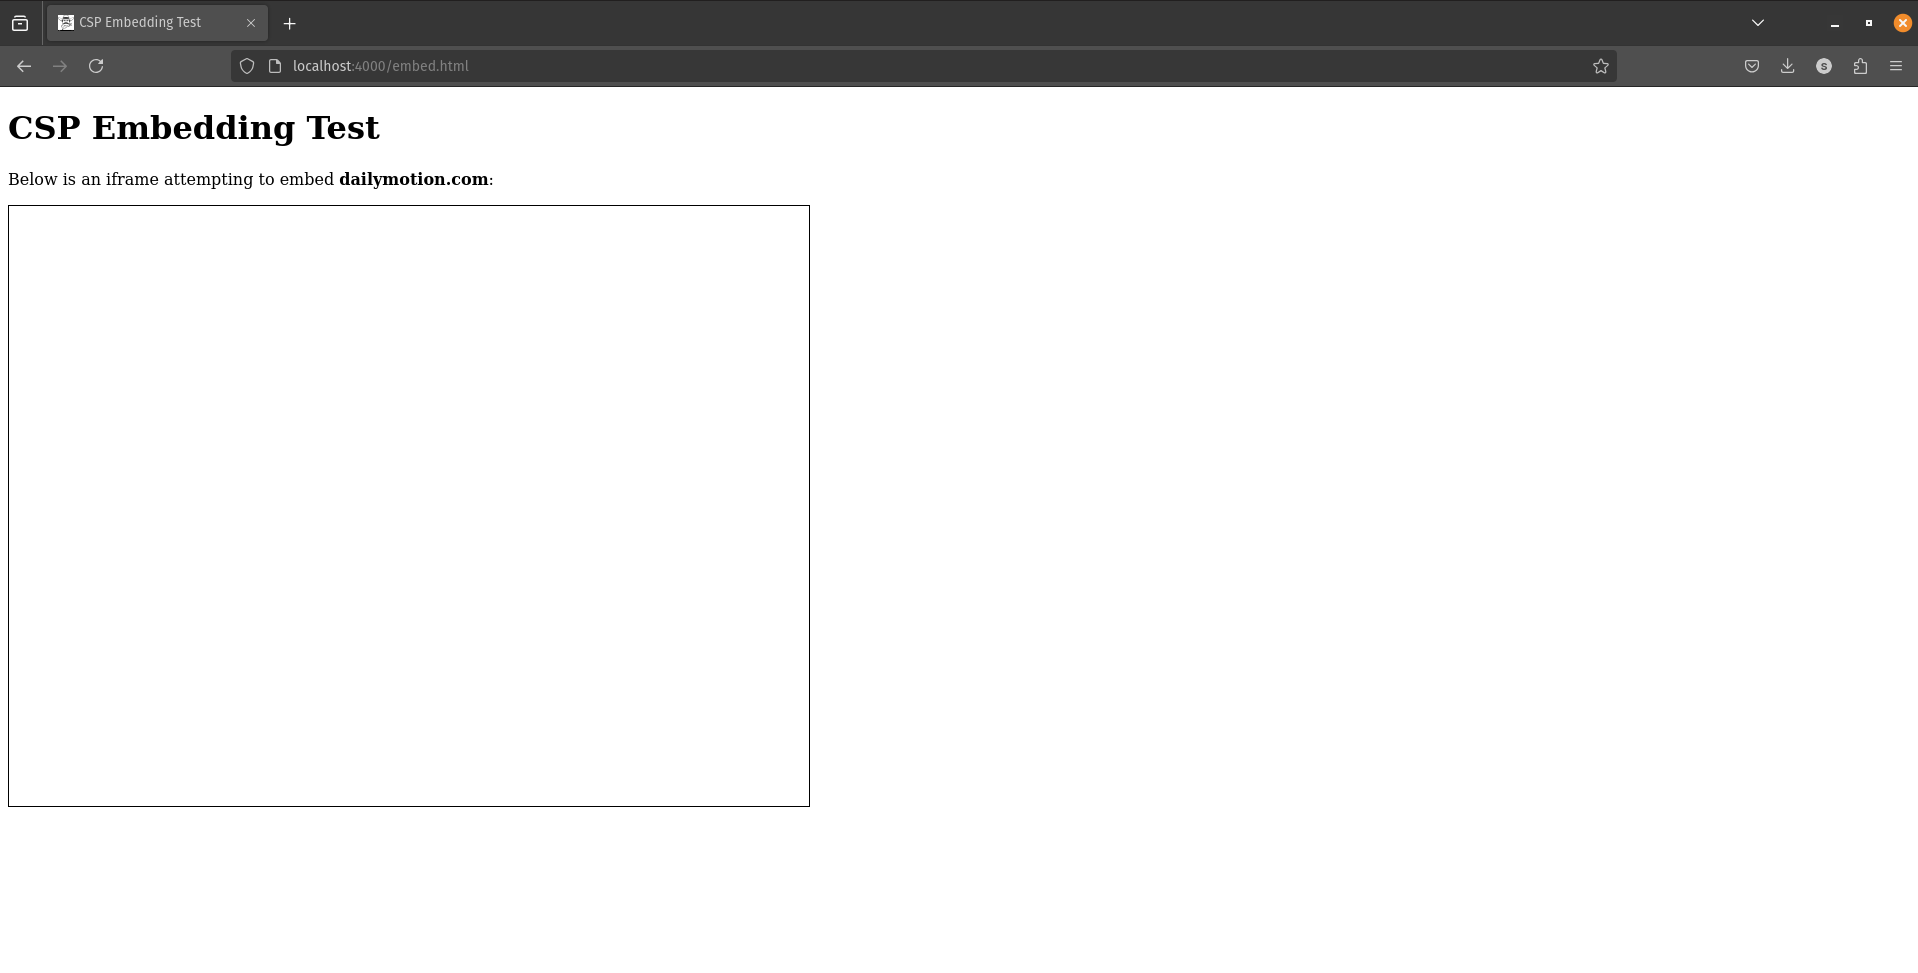 CSP Embedding Test
localhost:4000/embed.html
S
CSP Embedding Test
Below is an iframe attempting to embed dailymotion.com: